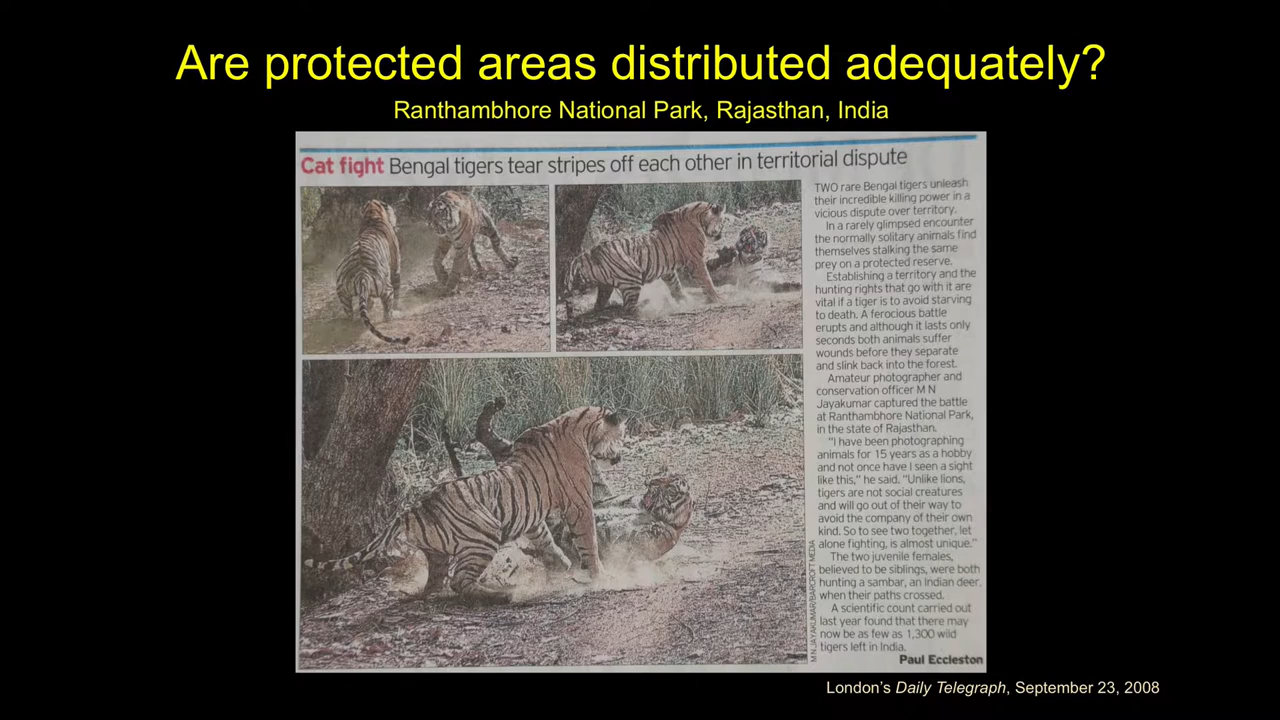 Are protected areas distributed adequately?
Ranthambhore National Park, Rajasthan, India
Cat fight Bengal tigers tear stripes off each other in territorial dispute
TWO rare Bengal tigers unleash
their incredible killing power in a
vicious dispute over territory.
In a rarely glimpsed encounter
the normally solitary animals find
themselves stalking the same
prey on a protected reserve.
Establishing a territory and the
hunting rights that go with it are
vital if a tiger is to avoid starving
to death. A ferocious battle
erupts and although it lasts only
seconds both animals suffer
wounds before they separate
and slink back into the forest.
Amateur photographer and
conservation officer M N
Jayakumar captured the battle
at Ranthambhore National Park,
in the state of Rajasthan.
"I have been photographing
animals for 15 years as a hobby
and not once have I seen a sight
like this," he said. "Unlike lions,
tigers are not social creatures
and will go out of their way to
avoid the company of their own
kind. So to see two together, let
alone fighting, is almost unique."
The two juvenile females,
believed to be siblings, were both
hunting a sambar, an Indian deer,
when their paths crossed.
A scientific count carried out
last year found that there may
now be as few as 1,300 wild
tigers left in India.
Paul Eccleston
M N JAYAKUMAR/BARCROFT MEDIA
London's Daily Telegraph, September 23, 2008